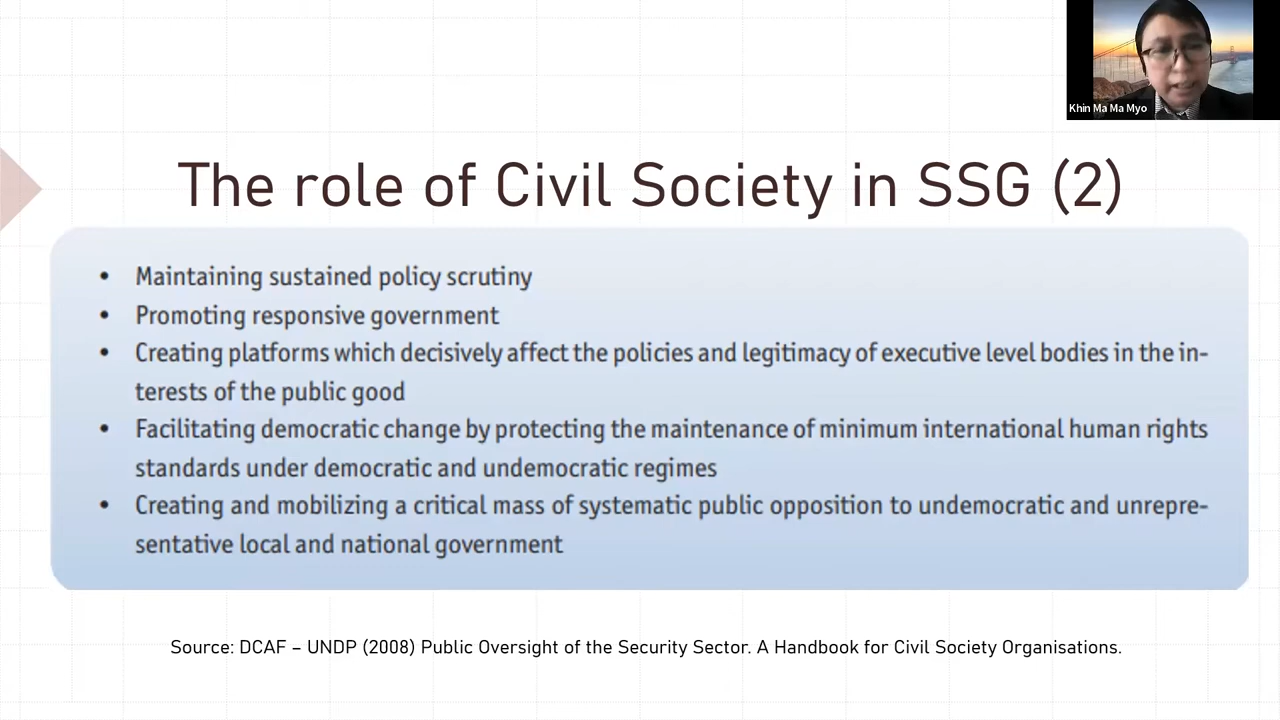 Khin Ma Ma Myo
The role of Civil Society in SSG (2)
• Maintaining sustained policy scrutiny
• Promoting responsive government
• Creating platforms which decisively affect the policies and legitimacy of executive level bodies in the in-
terests of the public good
• Facilitating democratic change by protecting the maintenance of minimum international human rights
standards under democratic and undemocratic regimes
• Creating and mobilizing a critical mass of systematic public opposition to undemocratic and unrepre-
sentative local and national government
Source: DCAF – UNDP (2008) Public Oversight of the Security Sector. A Handbook for Civil Society Organisations.